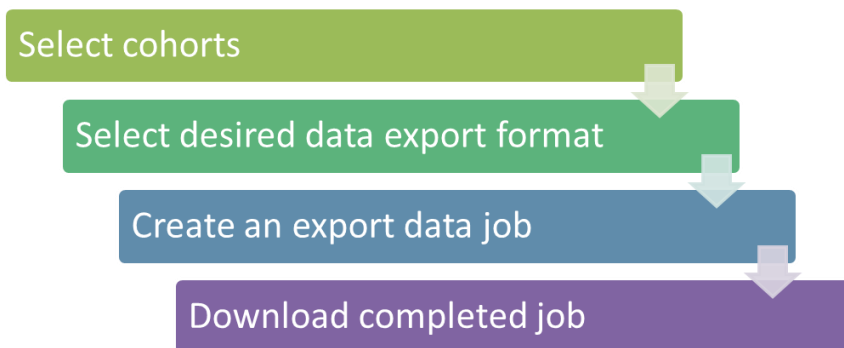 Select cohorts
Select desired data export format
Create an export data job
Download completed job